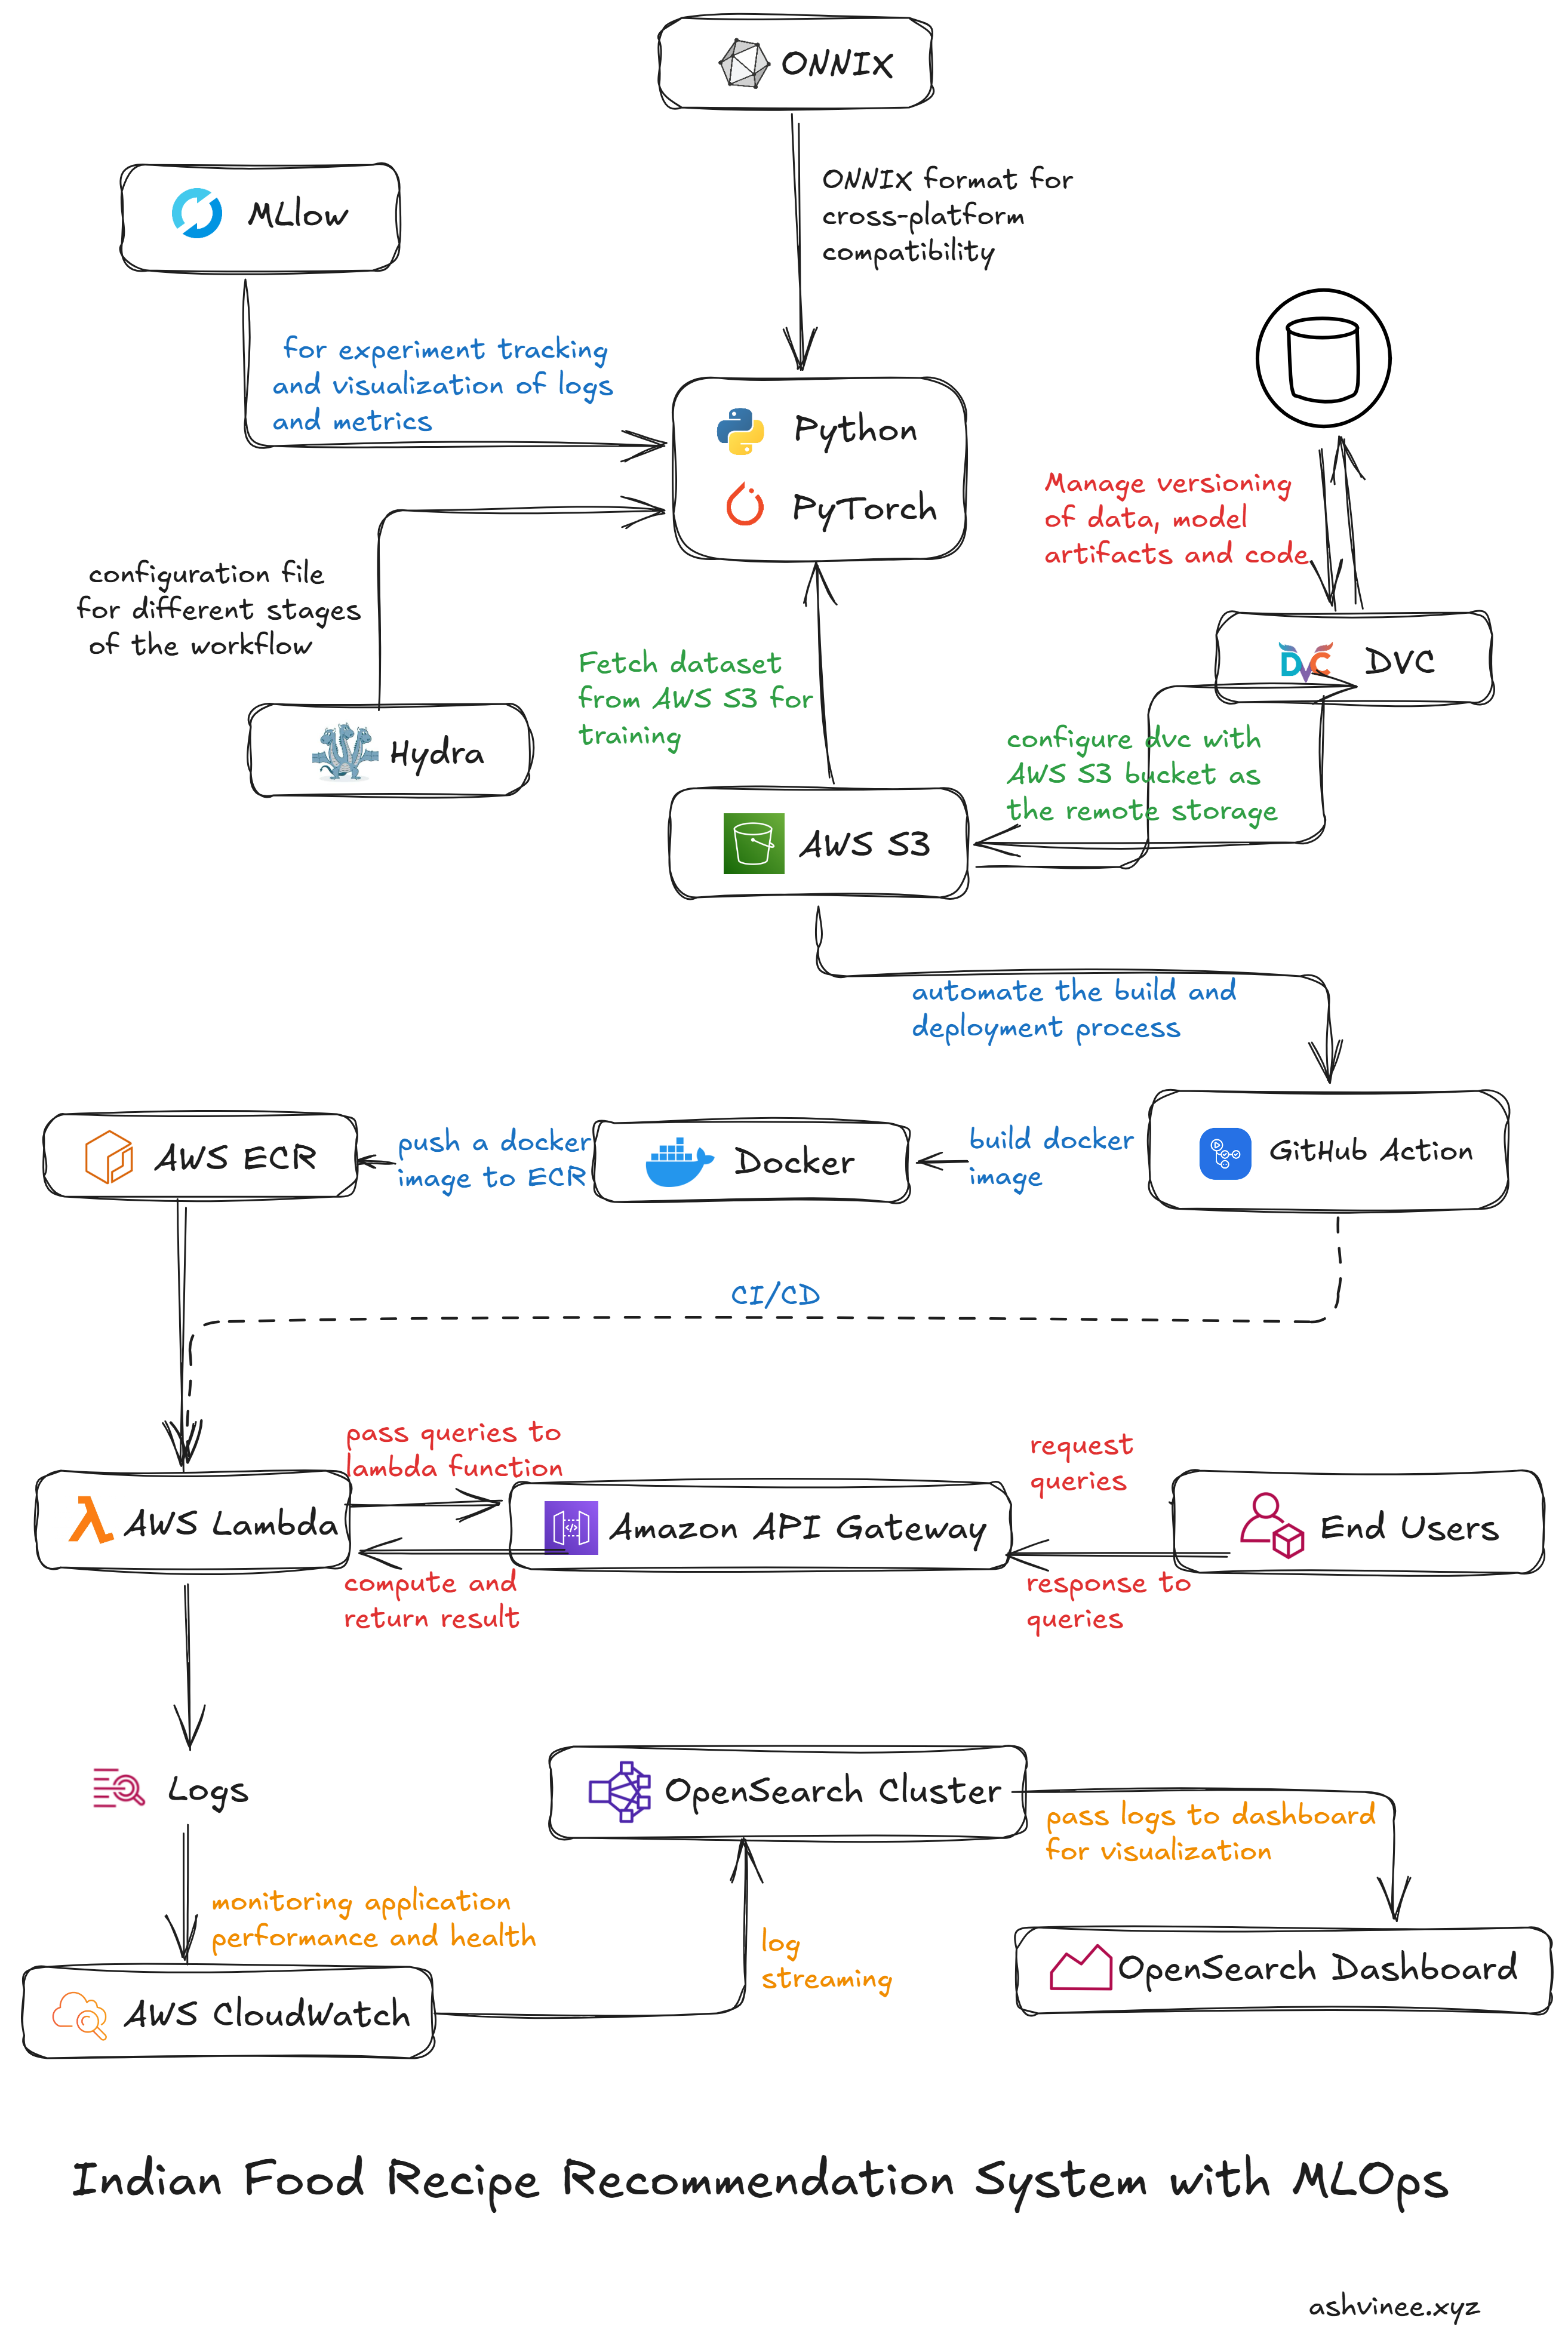 ONNIX
ONNIX format for
cross-platform
compatibility
MLlow
for experiment tracking
and visualization of logs
and metrics
Python
PyTorch
Manage versioning
of data, model
artifacts and code
configuration file
for different stages
of the workflow
DVC
DVC
Fetch dataset
from AWS S3 for
training
Hydra
configure dvc with
AWS S3 bucket as
the remote storage
AWS S3
automate the build and
deployment process
AWS ECR
push a docker
image to ECR
Docker
build docker
image
GitHub Action
CI/CD
pass queries to
lambda function
request
queries
AWS Lambda
Amazon API Gateway
End Users
compute and
return result
response to
queries
Logs
OpenSearch Cluster
pass logs to dashboard
for visualization
monitoring application
performance and health
log
streaming
OpenSearch Dashboard
AWS CloudWatch
Indian Food Recipe Recommendation System with MLOps
ashvinee.xyz